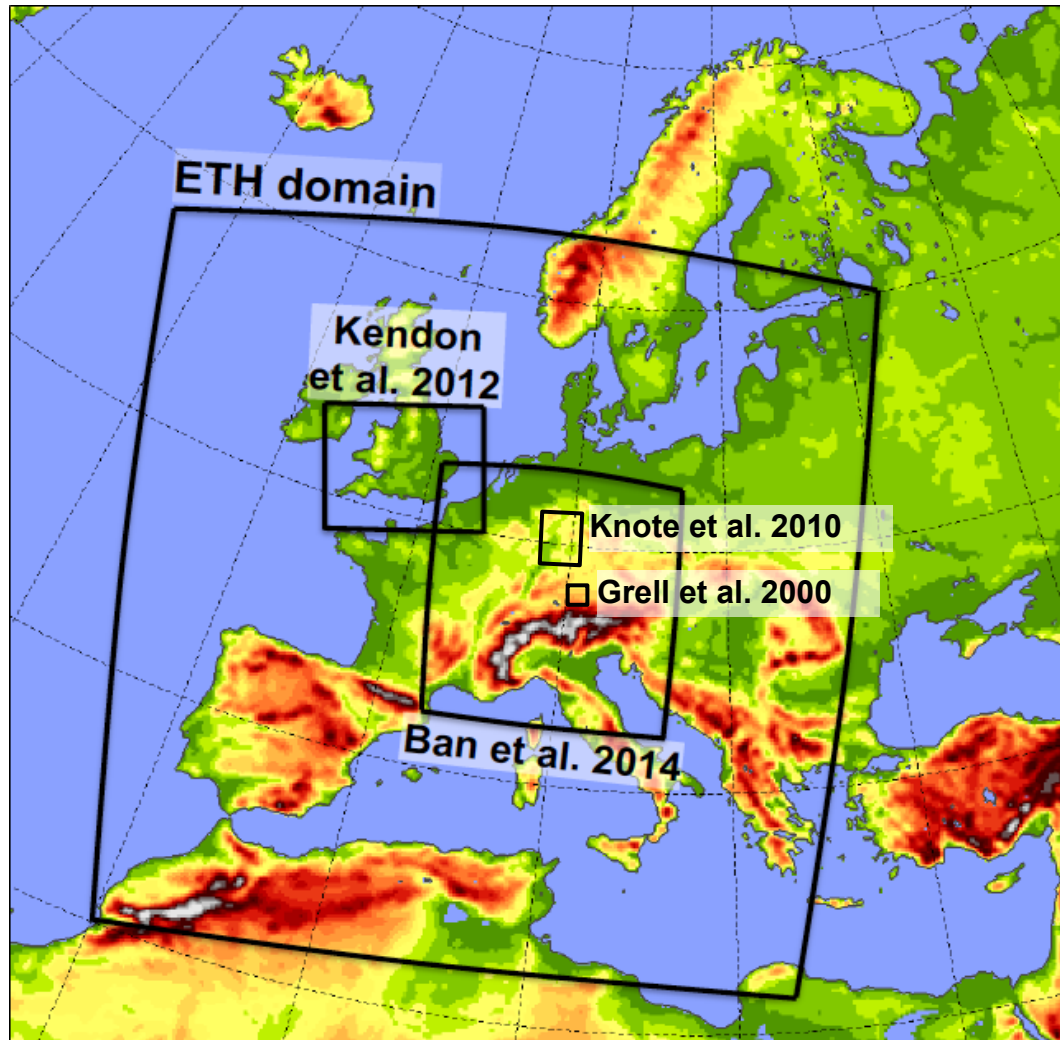 ETH domain
Kendon
et al. 2012
Knote et al. 2010
Grell et al. 2000
Ban et al. 2014